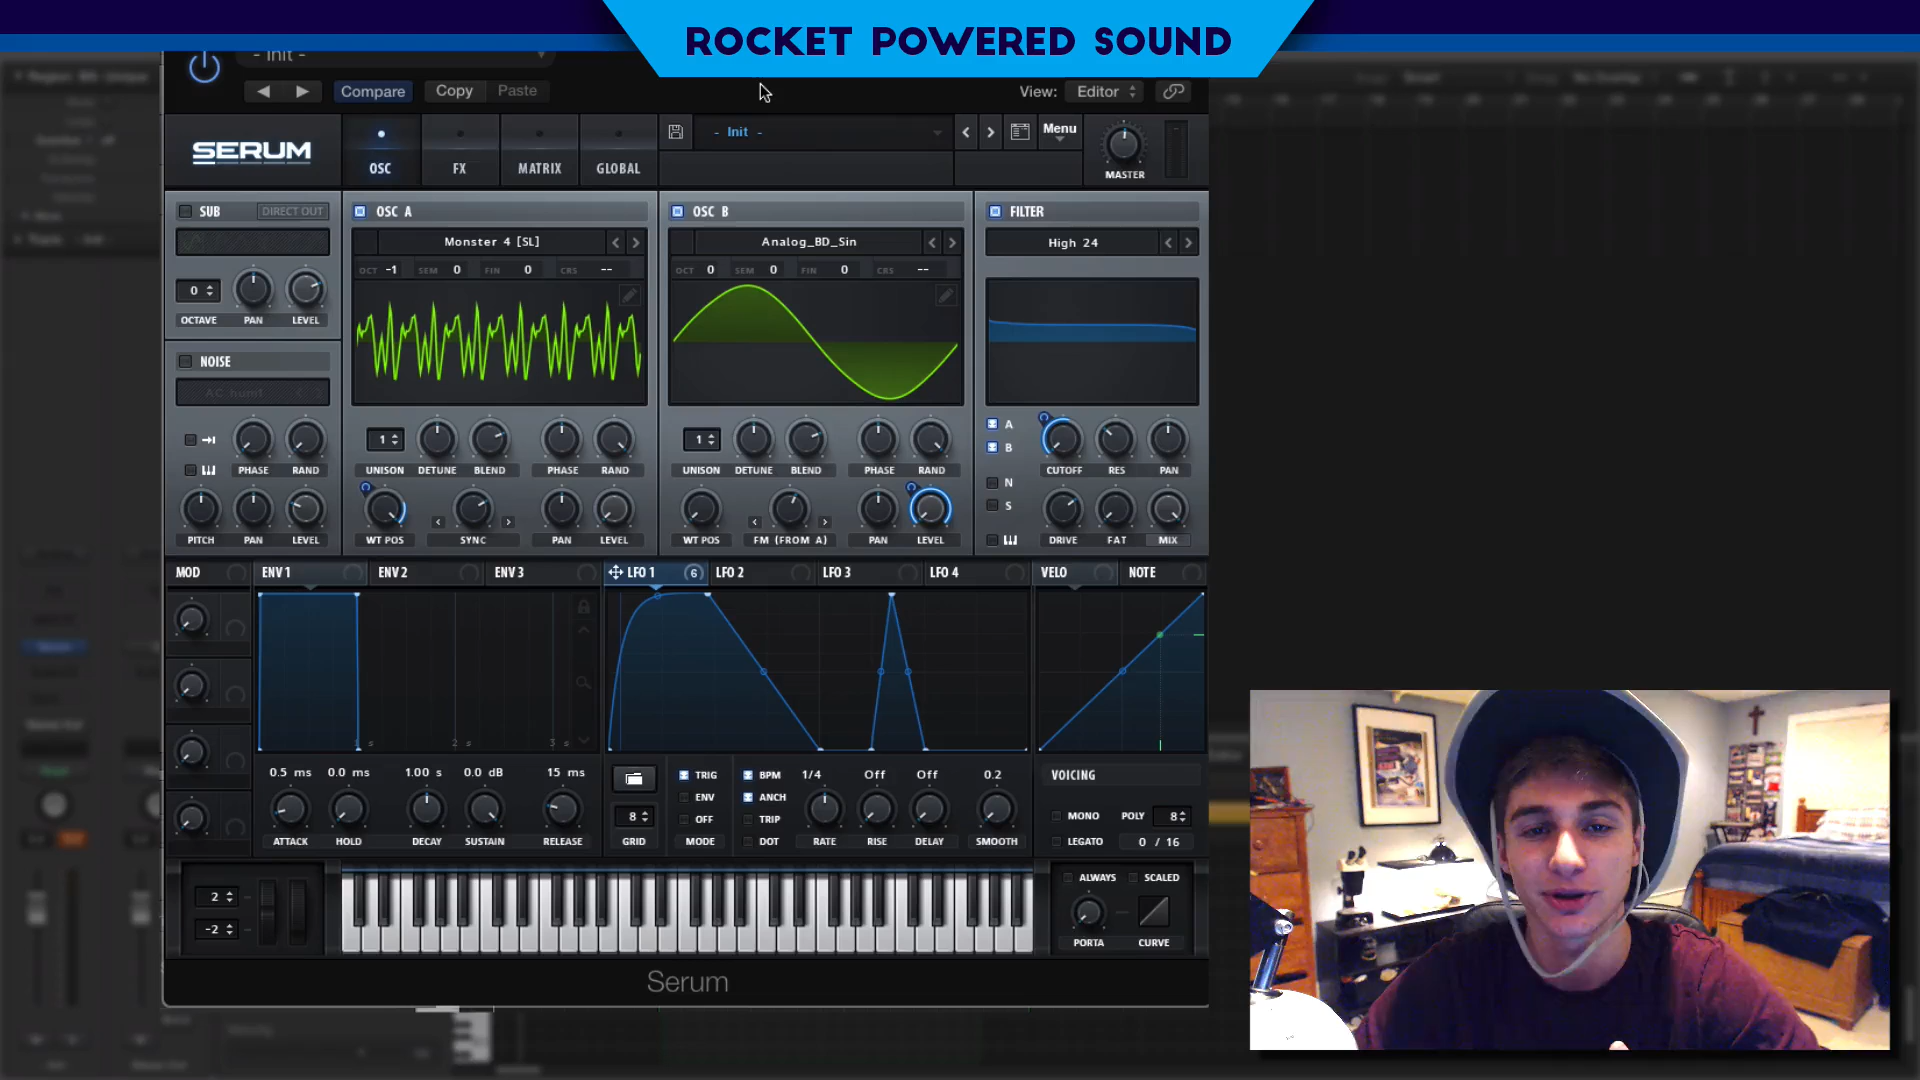 ROCKET POWERED SOUND
- Init -
Compare
Copy
Paste
View:
Editor
SERUM
OSC
FX
MATRIX
GLOBAL
- Init -
Menu
MASTER
SUB
DIRECT OUT
0
OCTAVE
PAN
LEVEL
NOISE
AC hum1
PHASE
RAND
PITCH
PAN
LEVEL
OSC A
Monster 4 [SL]
OCT -1
SEM 0
FIN 0
CRS --
1
UNISON
DETUNE
BLEND
PHASE
RAND
WT POS
SYNC
PAN
LEVEL
OSC B
Analog_BD_Sin
OCT 0
SEM 0
FIN 0
CRS --
1
UNISON
DETUNE
BLEND
PHASE
RAND
WT POS
FM (FROM A)
PAN
LEVEL
FILTER
High 24
A
B
N
S
CUTOFF
RES
PAN
DRIVE
FAT
MIX
MOD
ENV 1
ENV 2
ENV 3
LFO 1
6
LFO 2
LFO 3
LFO 4
VELO
NOTE
1 s
2 s
3 s
0.5 ms
0.0 ms
1.00 s
0.0 dB
15 ms
ATTACK
HOLD
DECAY
SUSTAIN
RELEASE
8
GRID
TRIG
ENV
OFF
MODE
BPM
ANCH
TRIP
DOT
1/4
Off
Off
0.2
RATE
RISE
DELAY
SMOOTH
VOICING
MONO
POLY
8
LEGATO
0 / 16
2
-2
ALWAYS
SCALED
PORTA
CURVE
Serum